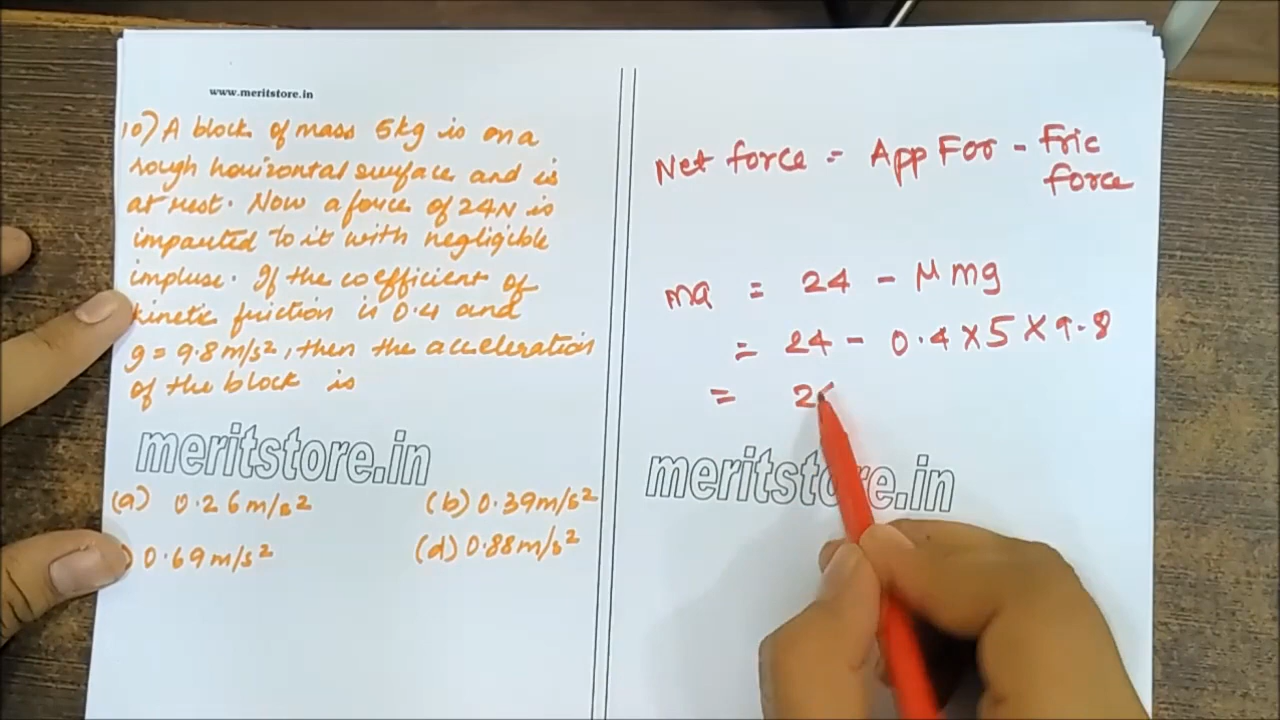 www.meritstore.in
10) A block of mass 5kg is on a
rough horizontal surface and is
at rest. Now a force of 24N is
imparted to it with negligible
impluse. If the coefficient of
kinetic friction is 0.4 and
g = 9.8 m/s², then the acceleration
of the block is
meritstore.in
(a) 0.26 m/s² (b) 0.39 m/s²
) 0.69 m/s² (d) 0.88 m/s²
Net force = App For - Fric
force
ma = 24 - μmg
= 24 - 0.4 × 5 × 9.8
= 2
meritstore.in